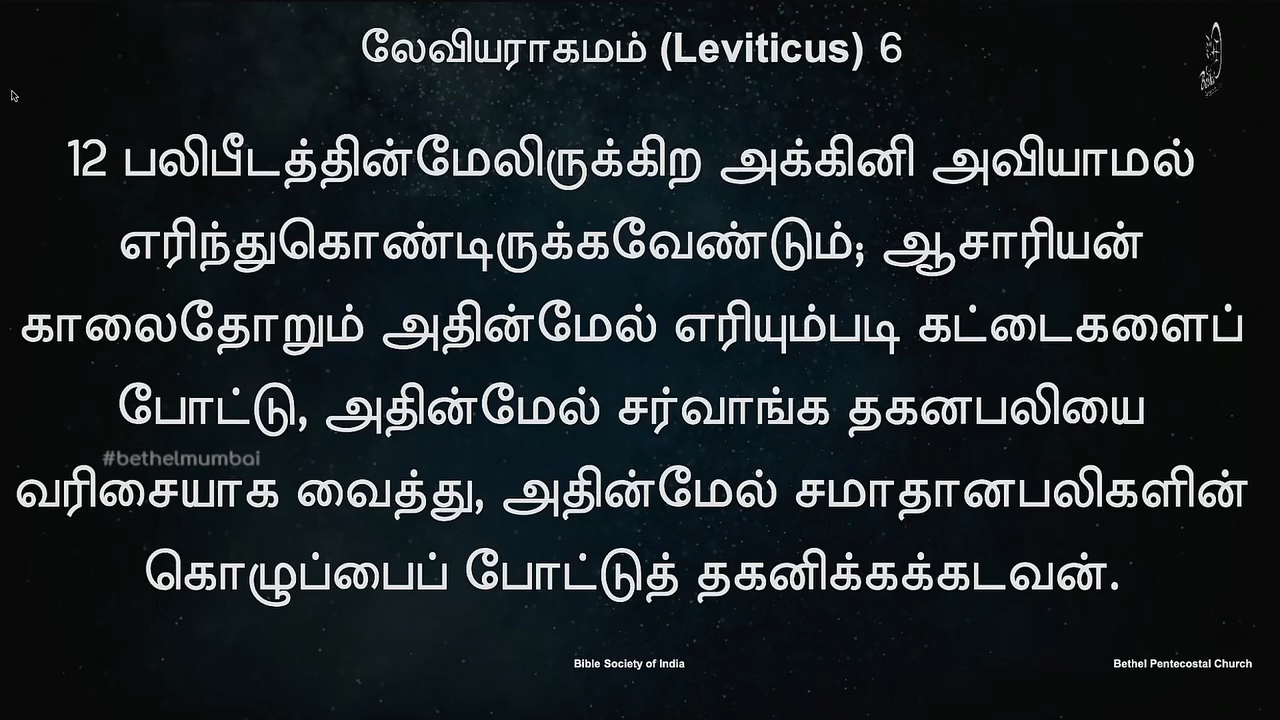 லேவியராகமம் (Leviticus) 6
12 பலிபீடத்தின்மேலிருக்கிற அக்கினி அவியாமல்
எரிந்துகொண்டிருக்கவேண்டும்; ஆசாரியன்
காலைதோறும் அதின்மேல் எரியும்படி கட்டைகளைப்
போட்டு, அதின்மேல் சர்வாங்க தகனபலியை
#bethelmumbai
வரிசையாக வைத்து, அதின்மேல் சமாதானபலிகளின்
கொழுப்பைப் போட்டுத் தகனிக்கக்கடவன்.
Bible Society of India
Bethel Pentecostal Church